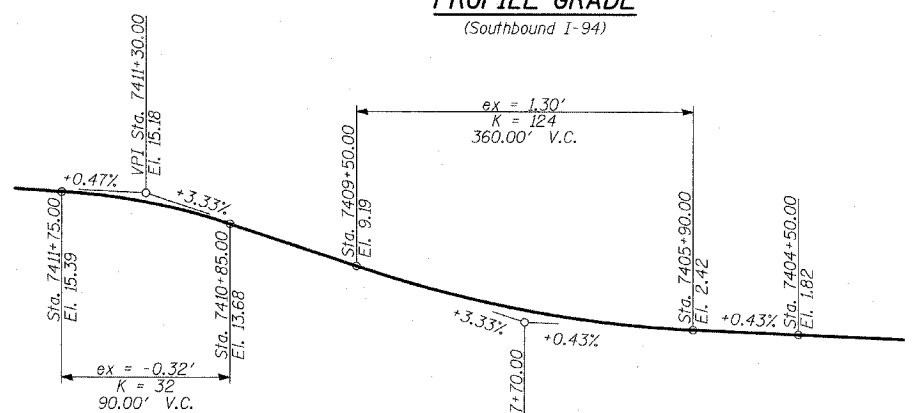 PROFILE GRADE
(Southbound I-94)
VPI Sta. 7411+30.00
El. 15.18
ex = 1.30'
K = 124
360.00' V.C.
+0.47%
+3.33%
Sta. 7411+75.00
El. 15.39
Sta. 7410+85.00
El. 13.68
Sta. 7409+50.00
El. 9.19
Sta. 7405+90.00
El. 2.42
Sta. 7404+50.00
El. 1.82
+3.33%
+0.43%
+0.43%
ex = -0.32'
K = 32
90.00' V.C.
7+70.00